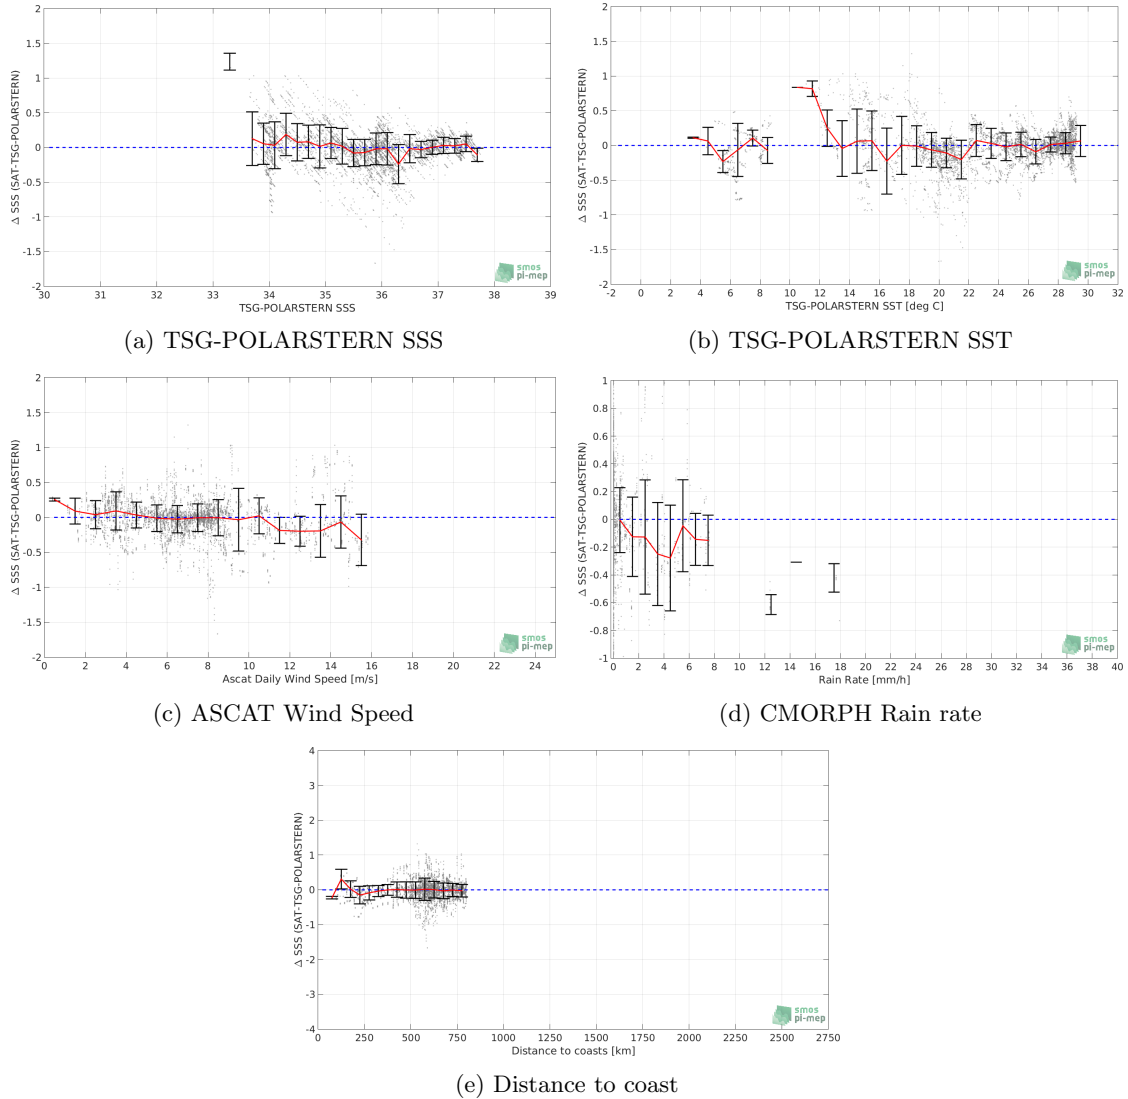 2
1.5
1
0.5
0
-0.5
-1
-1.5
-2
Δ SSS (SAT-TSG-POLARSTERN)
30 31 32 33 34 35 36 37 38 39
TSG-POLARSTERN SSS
smos
pi-mep
(a) TSG-POLARSTERN SSS
2
1.5
1
0.5
0
-0.5
-1
-1.5
-2
Δ SSS (SAT-TSG-POLARSTERN)
-2 0 2 4 6 8 10 12 14 16 18 20 22 24 26 28 30 32
TSG-POLARSTERN SST [deg C]
smos
pi-mep
(b) TSG-POLARSTERN SST
2
1.5
1
0.5
0
-0.5
-1
-1.5
-2
Δ SSS (SAT-TSG-POLARSTERN)
0 2 4 6 8 10 12 14 16 18 20 22 24
Ascat Daily Wind Speed [m/s]
smos
pi-mep
(c) ASCAT Wind Speed
1
0.8
0.6
0.4
0.2
0
-0.2
-0.4
-0.6
-0.8
-1
Δ SSS (SAT-TSG-POLARSTERN)
0 2 4 6 8 10 12 14 16 18 20 22 24 26 28 30 32 34 36 38 40
Rain Rate [mm/h]
smos
pi-mep
(d) CMORPH Rain rate
4
3
2
1
0
-1
-2
-3
-4
Δ SSS (SAT-TSG-POLARSTERN)
0 250 500 750 1000 1250 1500 1750 2000 2250 2500 2750
Distance to coasts [km]
smos
pi-mep
(e) Distance to coast